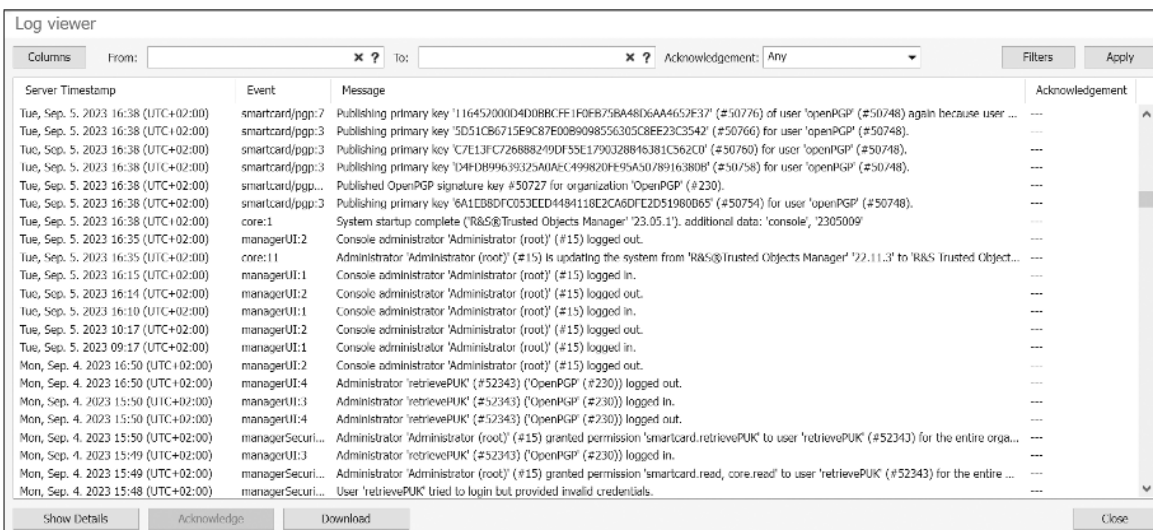 Log viewer
Columns From: ✕ ? To: ✕ ? Acknowledgement: Any Filters Apply
Server Timestamp Event Message Acknowledgement
Tue, Sep. 5. 2023 16:38 (UTC+02:00) smartcard/pgp:7 Publishing primary key '116452000D4D0BBCFE1F0EB75BA48D6AA4652E37' (#50776) of user 'openPGP' (#50748) again because user ... ---
Tue, Sep. 5. 2023 16:38 (UTC+02:00) smartcard/pgp:3 Publishing primary key '5D51CB6715E9C87E00B9098556305C8EE23C3542' (#50766) for user 'openPGP' (#50748). ---
Tue, Sep. 5. 2023 16:38 (UTC+02:00) smartcard/pgp:3 Publishing primary key 'C7E13FC726888249DF55E1790328846381C562C0' (#50760) for user 'openPGP' (#50748). ---
Tue, Sep. 5. 2023 16:38 (UTC+02:00) smartcard/pgp:3 Publishing primary key 'D4FDB99639325A0AEC499820DFE95A5078916380B' (#50758) for user 'openPGP' (#50748). ---
Tue, Sep. 5. 2023 16:38 (UTC+02:00) smartcard/pgp... Published OpenPGP signature key #50727 for organization 'OpenPGP' (#230). ---
Tue, Sep. 5. 2023 16:38 (UTC+02:00) smartcard/pgp:3 Publishing primary key '6A1EB8DFC053EED4484118E2CA6DFE2D51980B65' (#50754) for user 'openPGP' (#50748). ---
Tue, Sep. 5. 2023 16:38 (UTC+02:00) core:1 System startup complete ('R&S®Trusted Objects Manager' '23.05.1'). additional data: 'console', '2305009' ---
Tue, Sep. 5. 2023 16:35 (UTC+02:00) managerUI:2 Console administrator 'Administrator (root)' (#15) logged out. ---
Tue, Sep. 5. 2023 16:35 (UTC+02:00) core:11 Administrator 'Administrator (root)' (#15) is updating the system from 'R&S®Trusted Objects Manager' '22.11.3' to 'R&S Trusted Object... ---
Tue, Sep. 5. 2023 16:15 (UTC+02:00) managerUI:1 Console administrator 'Administrator (root)' (#15) logged in. ---
Tue, Sep. 5. 2023 16:14 (UTC+02:00) managerUI:2 Console administrator 'Administrator (root)' (#15) logged out. ---
Tue, Sep. 5. 2023 16:10 (UTC+02:00) managerUI:1 Console administrator 'Administrator (root)' (#15) logged in. ---
Tue, Sep. 5. 2023 10:17 (UTC+02:00) managerUI:2 Console administrator 'Administrator (root)' (#15) logged out. ---
Tue, Sep. 5. 2023 09:17 (UTC+02:00) managerUI:1 Console administrator 'Administrator (root)' (#15) logged in. ---
Mon, Sep. 4. 2023 16:50 (UTC+02:00) managerUI:2 Console administrator 'Administrator (root)' (#15) logged out. ---
Mon, Sep. 4. 2023 16:50 (UTC+02:00) managerUI:4 Administrator 'retrievePUK' (#52343) ('OpenPGP' (#230)) logged out. ---
Mon, Sep. 4. 2023 15:50 (UTC+02:00) managerUI:3 Administrator 'retrievePUK' (#52343) ('OpenPGP' (#230)) logged in. ---
Mon, Sep. 4. 2023 15:50 (UTC+02:00) managerUI:4 Administrator 'retrievePUK' (#52343) ('OpenPGP' (#230)) logged out. ---
Mon, Sep. 4. 2023 15:50 (UTC+02:00) managerSecuri... Administrator 'Administrator (root)' (#15) granted permission 'smartcard.retrievePUK' to user 'retrievePUK' (#52343) for the entire orga... ---
Mon, Sep. 4. 2023 15:49 (UTC+02:00) managerUI:3 Administrator 'retrievePUK' (#52343) ('OpenPGP' (#230)) logged in. ---
Mon, Sep. 4. 2023 15:49 (UTC+02:00) managerSecuri... Administrator 'Administrator (root)' (#15) granted permission 'smartcard.read, core.read' to user 'retrievePUK' (#52343) for the entire ... ---
Mon, Sep. 4. 2023 15:48 (UTC+02:00) managerSecuri... User 'retrievePUK' tried to login but provided invalid credentials. ---
Show Details Acknowledge Download Close